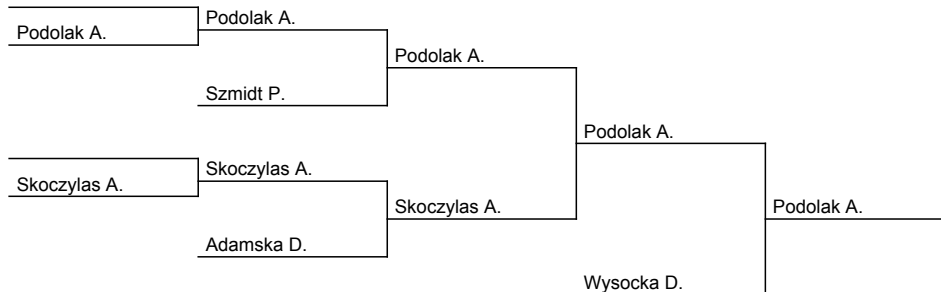 Podolak A.
Podolak A.
Podolak A.
Szmidt P.
Podolak A.
Skoczylas A.
Skoczylas A.
Skoczylas A.
Podolak A.
Adamska D.
Wysocka D.